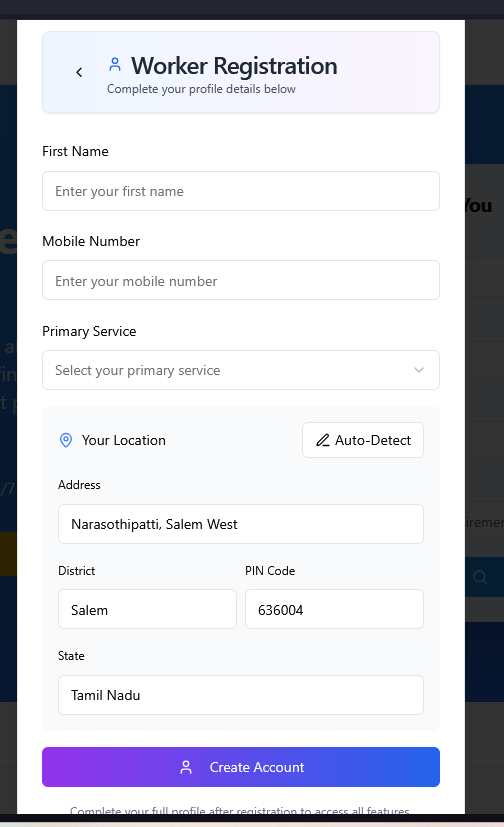 Worker Registration
Complete your profile details below
First Name
Enter your first name
Mobile Number
Enter your mobile number
Primary Service
Select your primary service
Your Location
Auto-Detect
Address
Narasothipatti, Salem West
District
PIN Code
Salem
636004
State
Tamil Nadu
Create Account
Complete your full profile after registration to access all features
You
/7